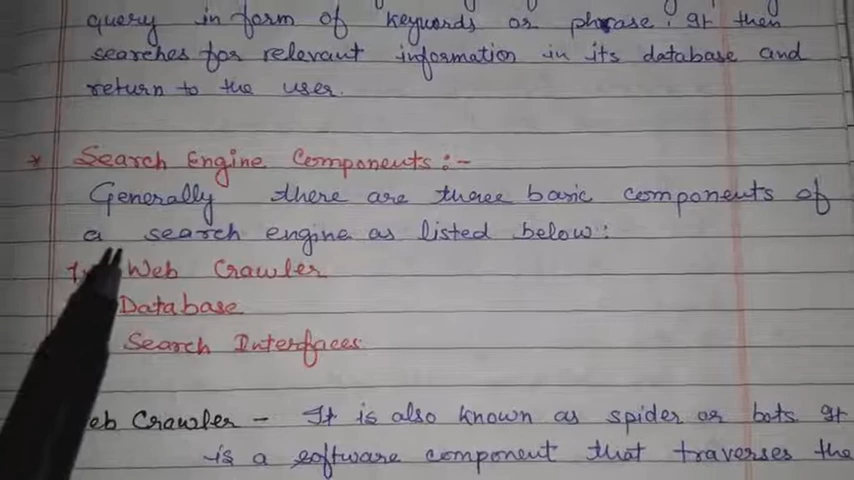 query in form of keywords or phrase. It then
searches for relevant information in its database and
return to the user.
* Search Engine Components :-
Generally there are three basic components of
a search engine as listed below:
Web Crawler
Database
Search Interfaces
eb Crawler - It is also known as spider or bots. It
is a software component that traverses the